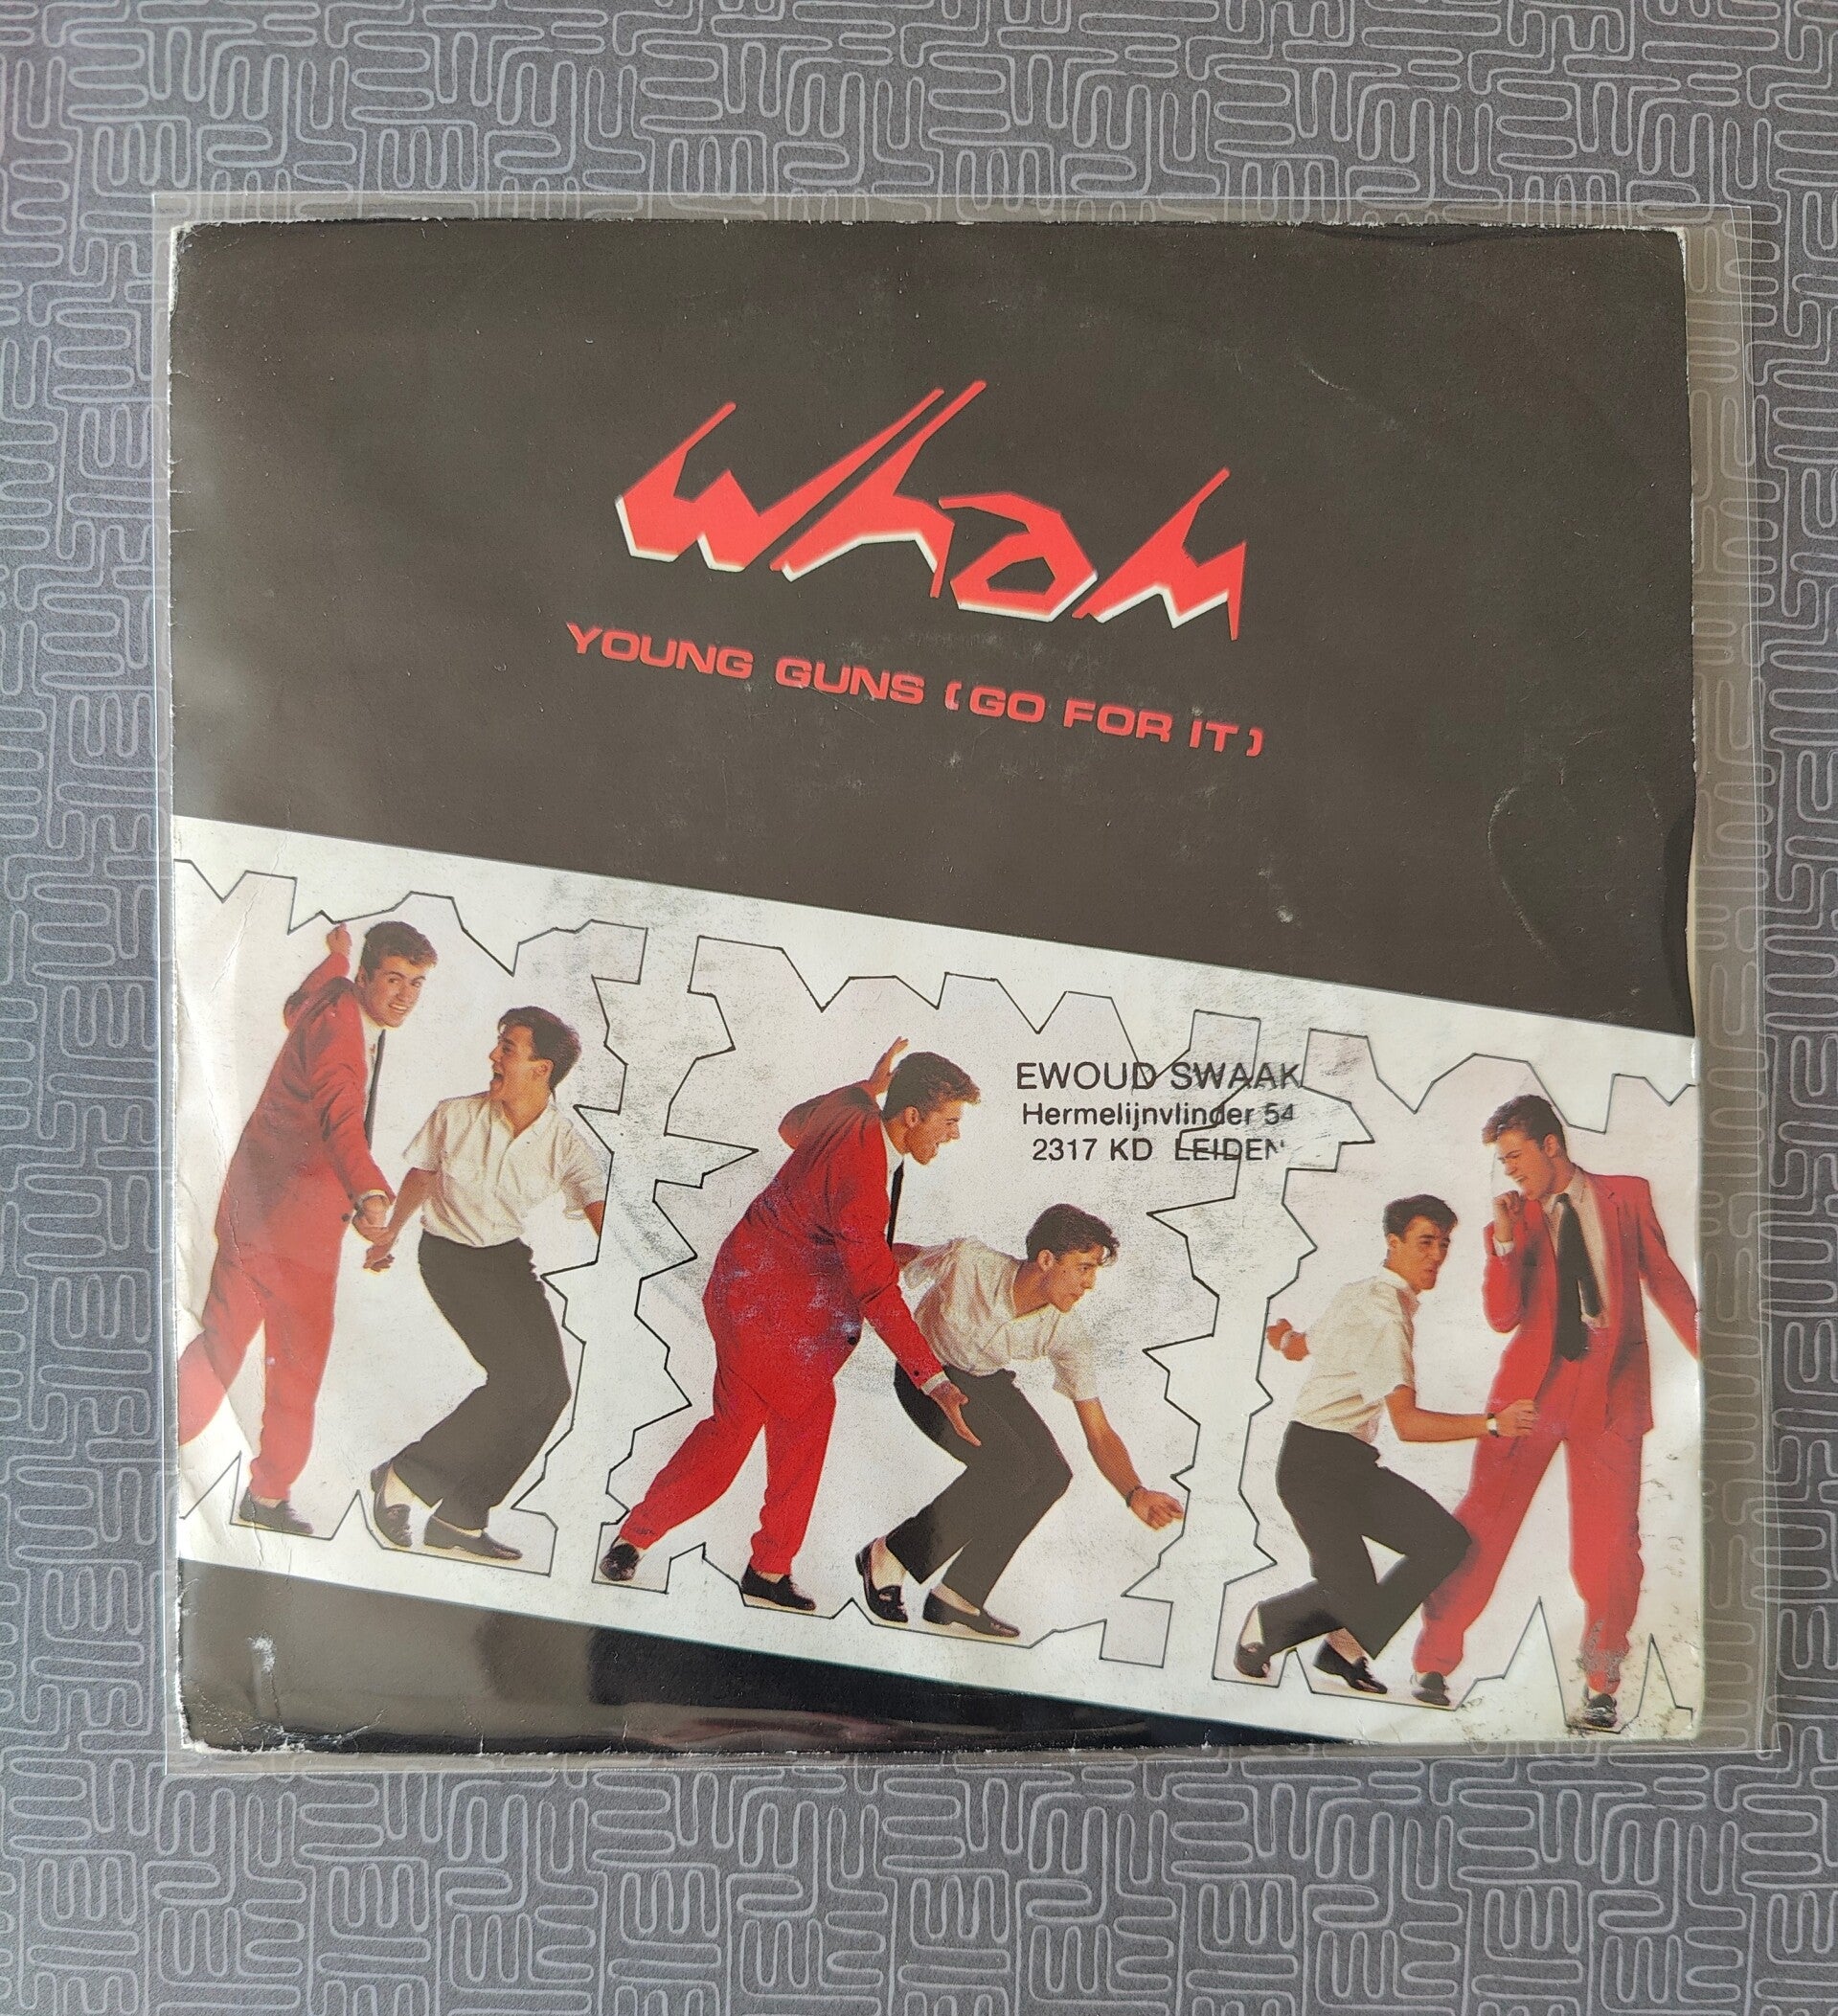 Wham
YOUNG GUNS (GO FOR IT)
EWOUD SWAAK
Hermelijnvlinder 54
2317 KD LEIDEN